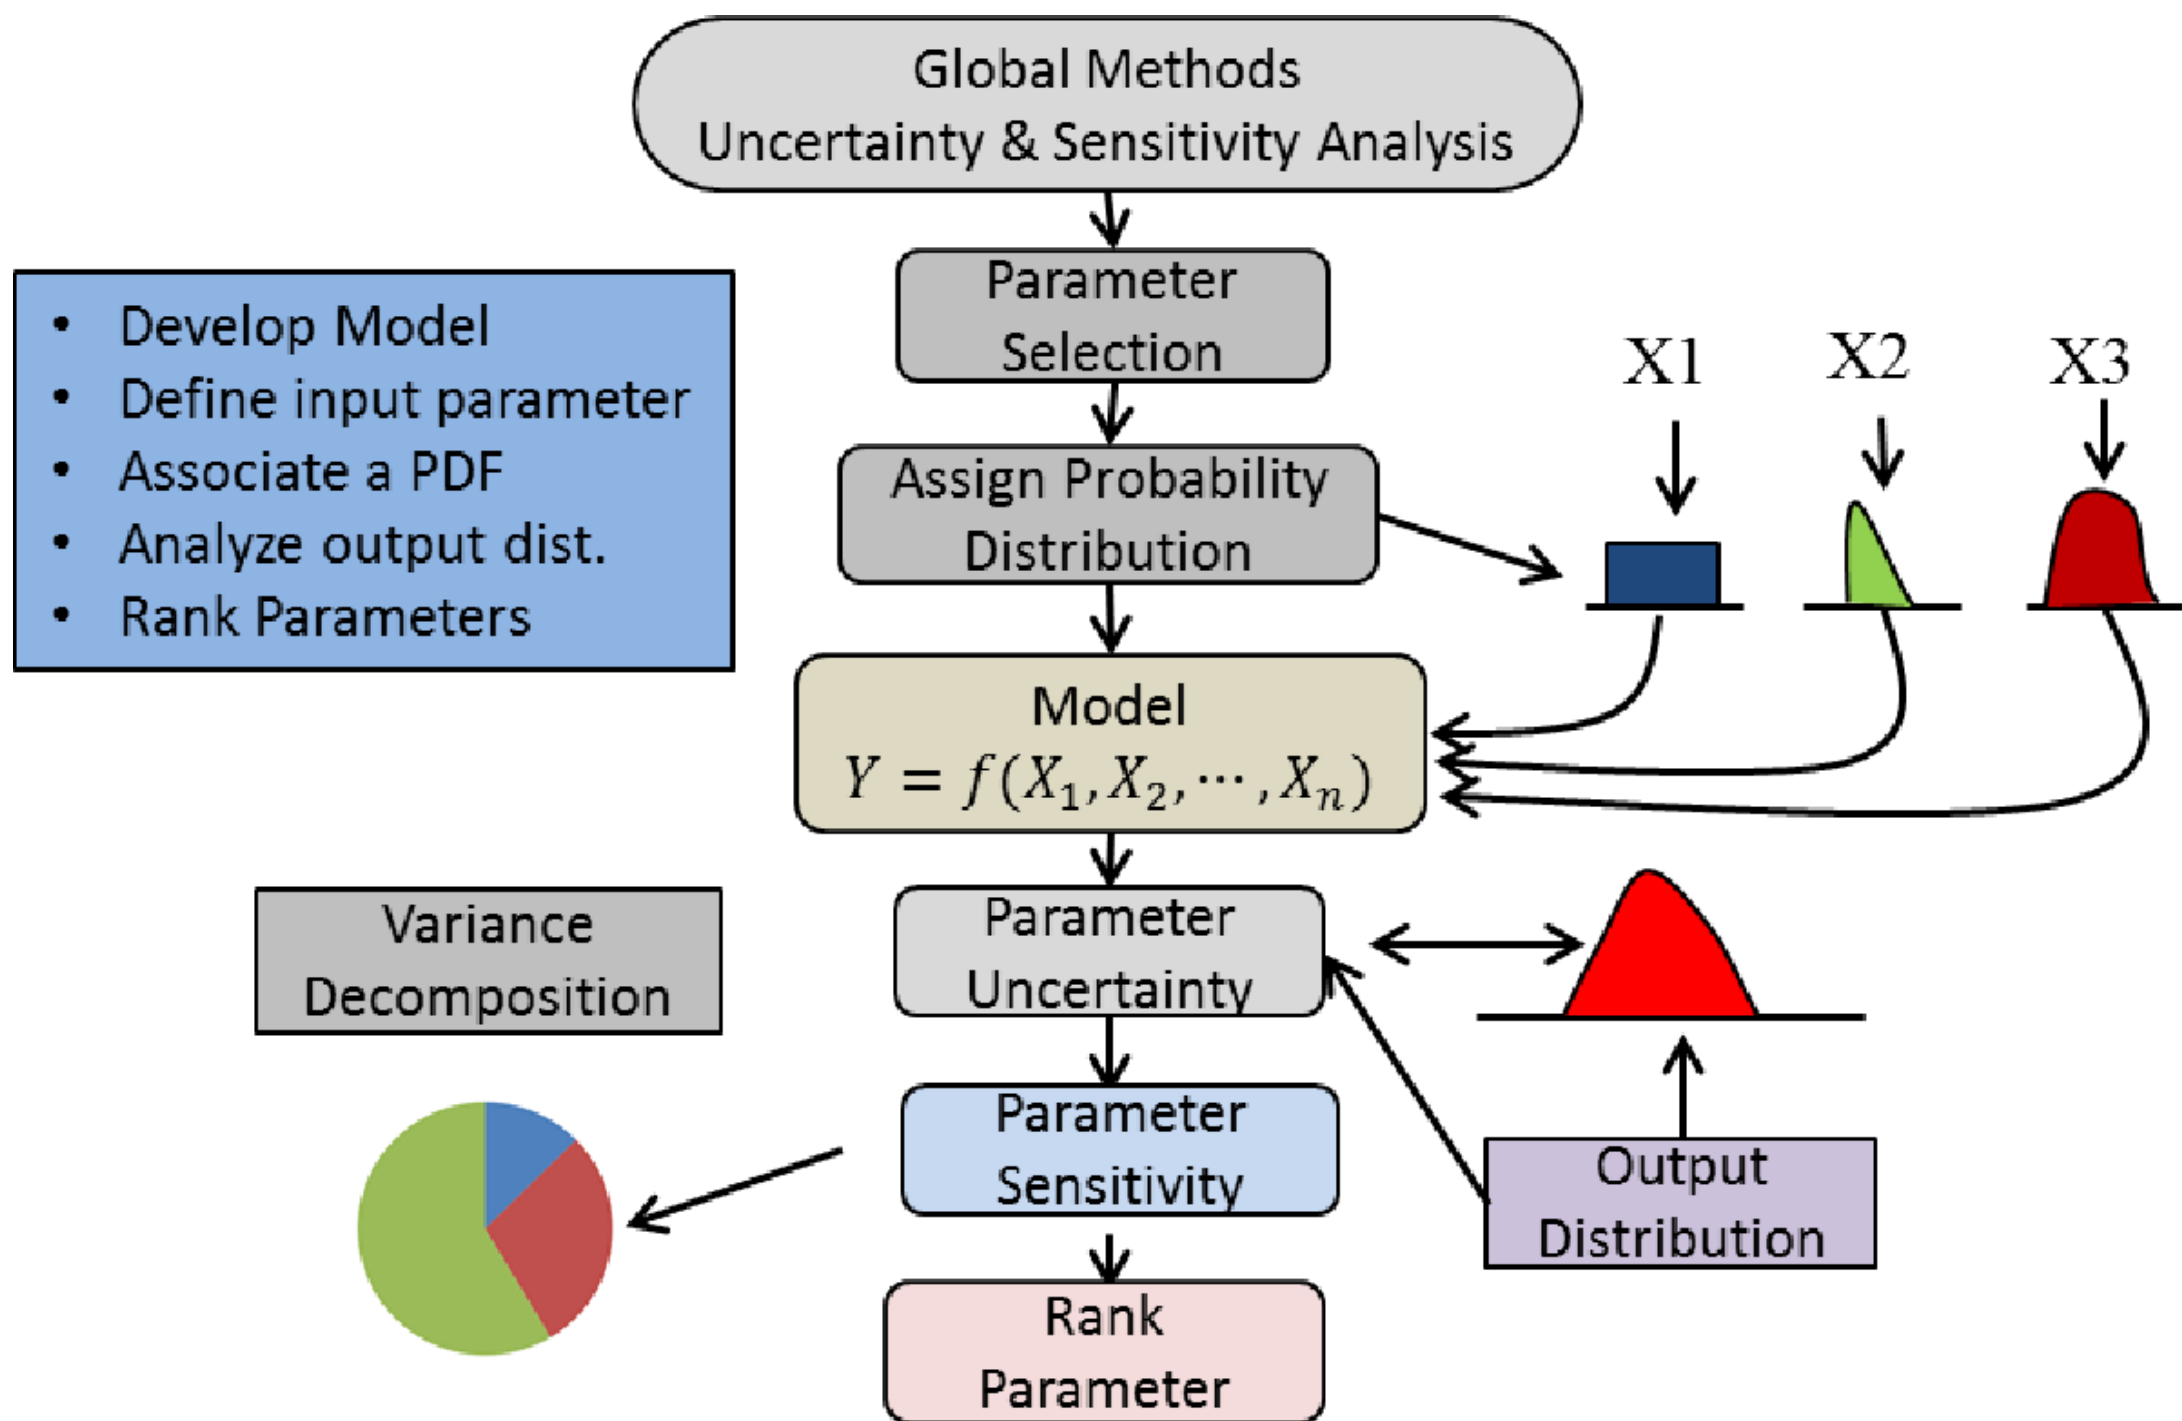 Global Methods
Uncertainty & Sensitivity Analysis
Parameter
Selection
• Develop Model
• Define input parameter
• Associate a PDF
• Analyze output dist.
• Rank Parameters
X1
X2
X3
Assign Probability
Distribution
Model
Y = f(X₁, X₂, ⋯ , Xₙ)
Variance
Decomposition
Parameter
Uncertainty
Parameter
Sensitivity
Output
Distribution
Rank
Parameter